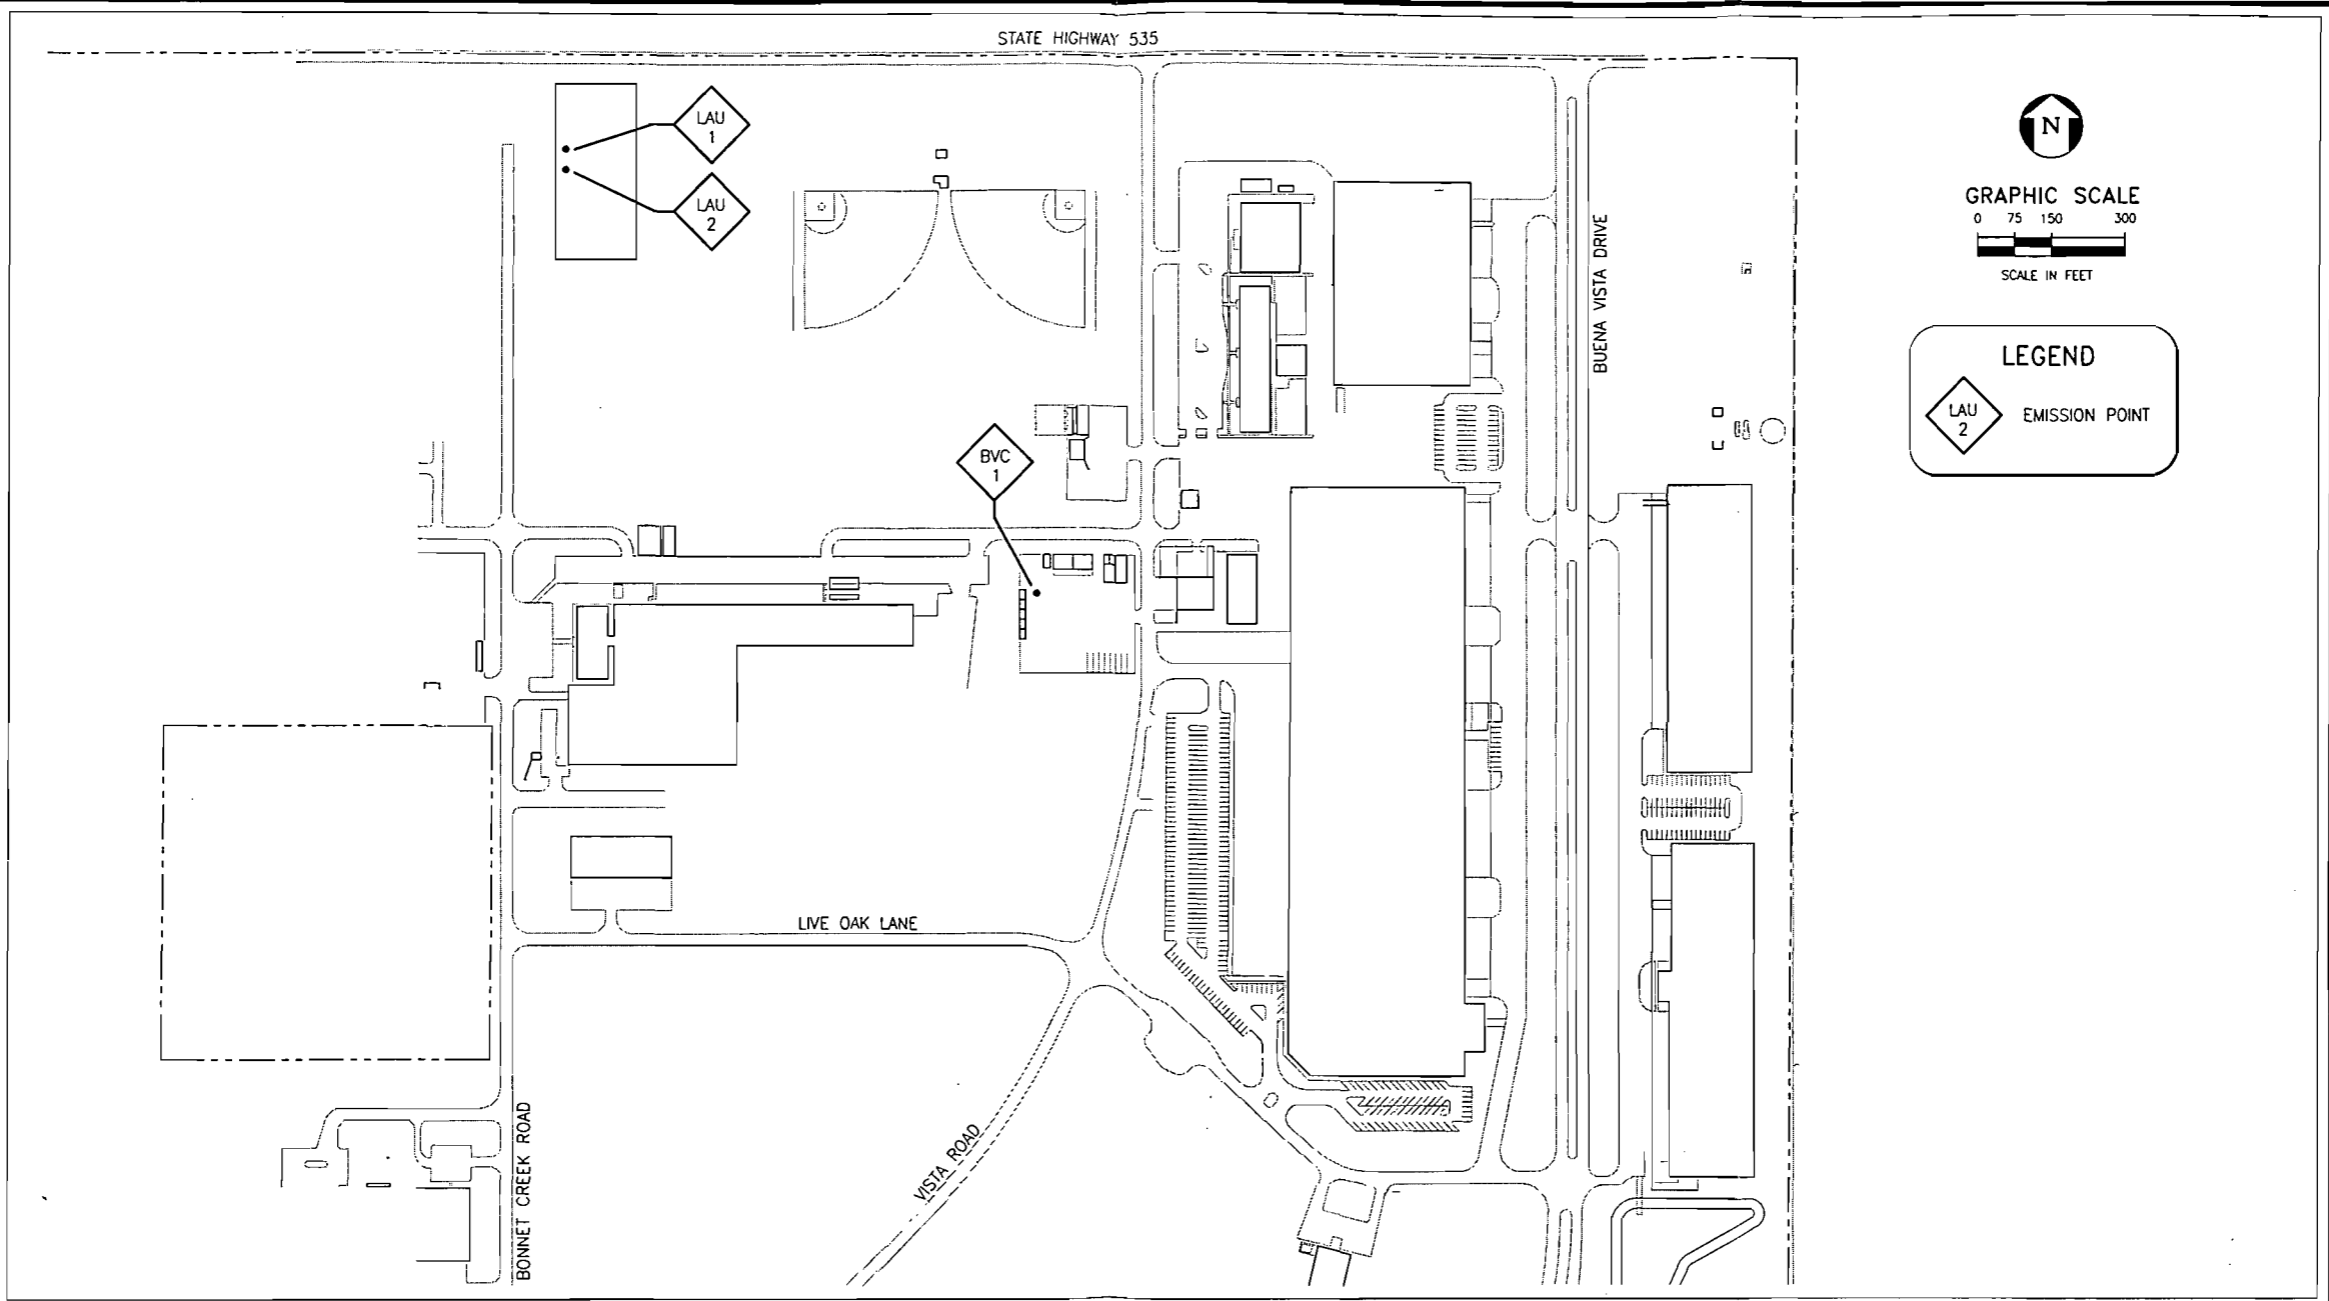 STATE HIGHWAY 535
LAU
1
LAU
2
N
GRAPHIC SCALE
0 75 150 300
SCALE IN FEET
BUENA VISTA DRIVE
LEGEND
LAU
2
EMISSION POINT
BVC
1
LIVE OAK LANE
BONNET CREEK ROAD
VISTA ROAD